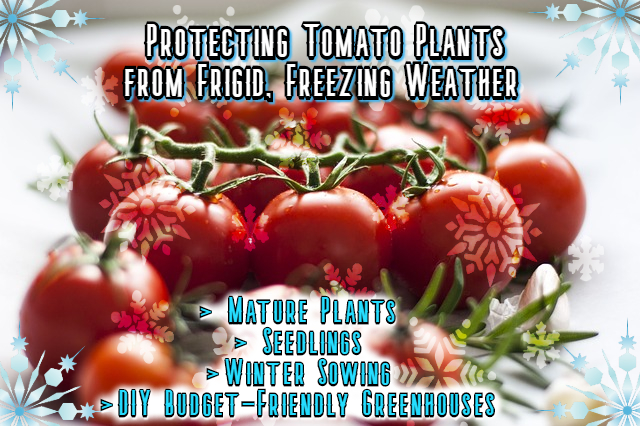 Protecting Tomato Plants
from Frigid, Freezing Weather
> Mature Plants
> Seedlings
> Winter Sowing
> DIY Budget-Friendly Greenhouses